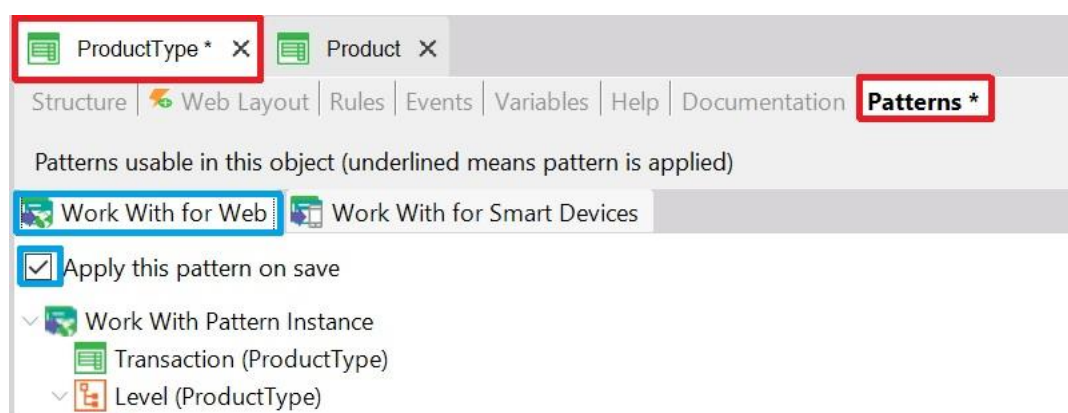 ProductType * X Product X
Structure Web Layout Rules Events Variables Help Documentation Patterns *
Patterns usable in this object (underlined means pattern is applied)
Work With for Web Work With for Smart Devices
Apply this pattern on save
Work With Pattern Instance
Transaction (ProductType)
Level (ProductType)